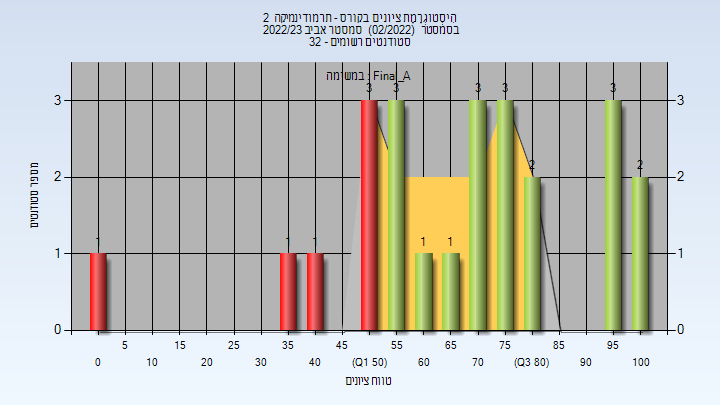 היסטוגרמת ציונים בקורס - תרמודינמיקה 2
בסמסטר (02/2022) סמסטר אביב 2022/23
סטודנטים רשומים - 32
במשימה : Final_A
מספר סטודנטים
3
2
1
0
3
2
1
0
1
1
1
3
3
1
1
3
3
2
3
2
5 15 25 35 45 55 65 75 85 95
0 10 20 30 40 (Q1 50) 60 70 (Q3 80) 90 100
טווח ציונים